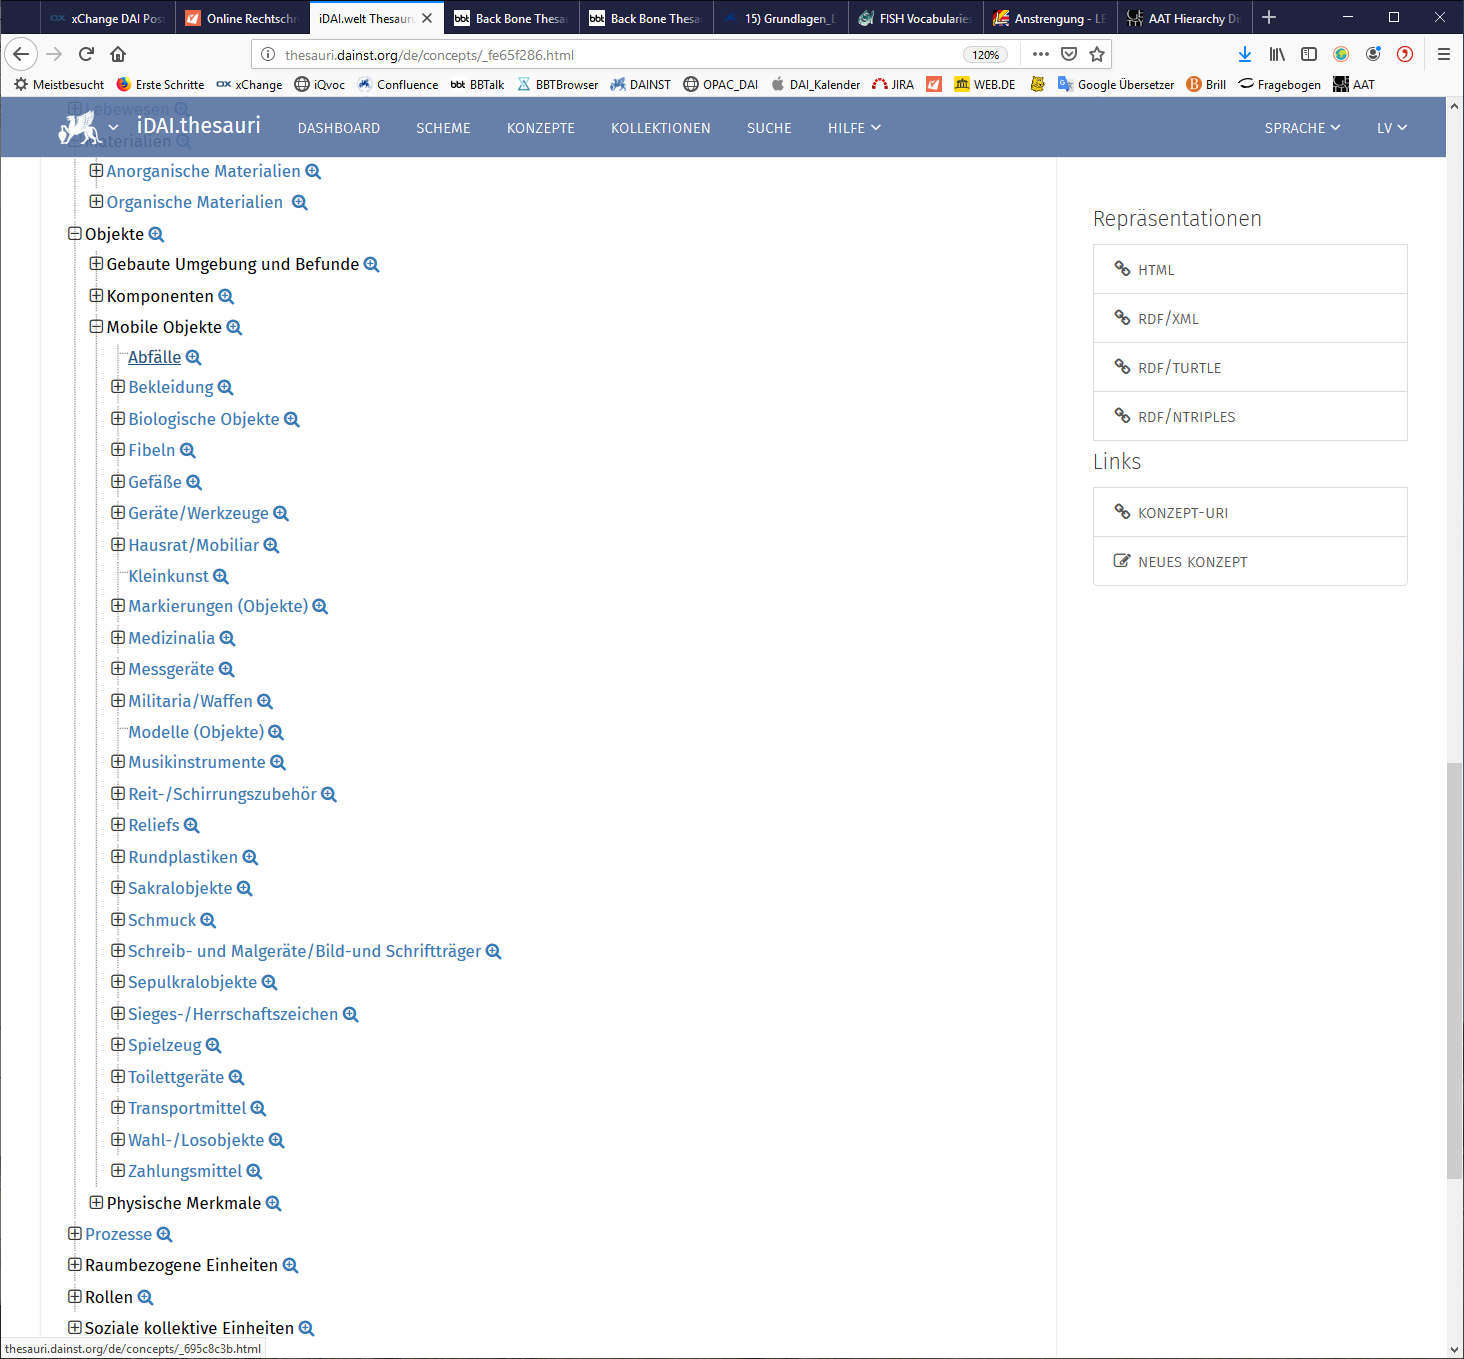 xChange DAI Post
Online Rechtschr
iDAI.welt Thesauru
Back Bone Thesa
Back Bone Thesa
15) Grundlagen_L
FISH Vocabularies
Anstrengung - LE
AAT Hierarchy Di
thesauri.dainst.org/de/concepts/_fe65f286.html
120%
Meistbesucht
Erste Schritte
xChange
iQvoc
Confluence
BBTalk
BBTBrowser
DAINST
OPAC_DAI
DAI_Kalender
JIRA
WEB.DE
Google Übersetzer
Brill
Fragebogen
AAT
Lebewesen
iDAI.thesauri
DASHBOARD
SCHEME
KONZEPTE
KOLLEKTIONEN
SUCHE
HILFE
SPRACHE
LV
Materialien
Anorganische Materialien
Organische Materialien
Objekte
Gebaute Umgebung und Befunde
Komponenten
Mobile Objekte
Abfälle
Bekleidung
Biologische Objekte
Fibeln
Gefäße
Geräte/Werkzeuge
Hausrat/Mobiliar
Kleinkunst
Markierungen (Objekte)
Medizinalia
Messgeräte
Militaria/Waffen
Modelle (Objekte)
Musikinstrumente
Reit-/Schirrungszubehör
Reliefs
Rundplastiken
Sakralobjekte
Schmuck
Schreib- und Malgeräte/Bild-und Schriftträger
Sepulkralobjekte
Sieges-/Herrschaftszeichen
Spielzeug
Toilettgeräte
Transportmittel
Wahl-/Losobjekte
Zahlungsmittel
Physische Merkmale
Prozesse
Raumbezogene Einheiten
Rollen
Soziale kollektive Einheiten
Repräsentationen
HTML
RDF/XML
RDF/TURTLE
RDF/NTRIPLES
Links
KONZEPT-URI
NEUES KONZEPT
thesauri.dainst.org/de/concepts/_695c8c3b.html